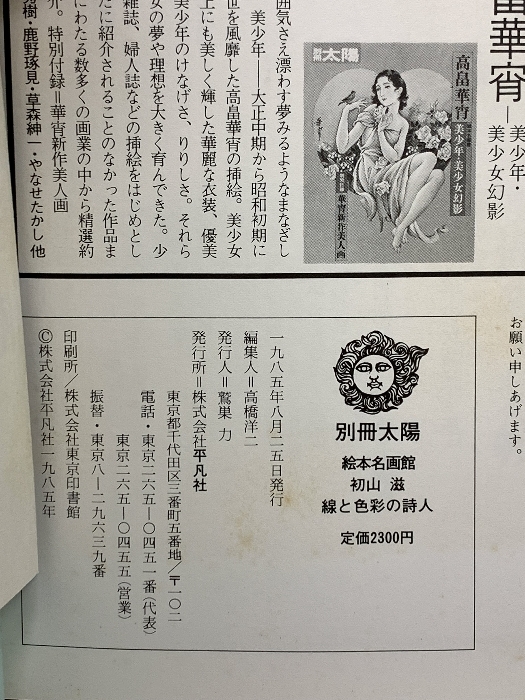 畠華宵―美少年・
美少女幻影
別冊太陽
高畠華宵
美少年・美少女幻影
華宵新作美人画
囲気さえ漂わす夢みるようなまなざし
美少年――大正中期から昭和初期に
世を風靡した高畠華宵の挿絵。美少女
上にも美しく輝した華麗な衣装、優美
美少年のけなげさ、りりしさ。それら
女の夢や理想を大きく育んできた。少
雑誌、婦人誌などの挿絵をはじめとし
たに紹介されることのなかった作品ま
にわたる数多くの画業の中から精選約
介。特別付録＝華宵新作美人画
樹・鹿野琢見・草森紳一・やなせたかし 他
お願い申しあげます。
別冊太陽
絵本名画館
初山 滋
線と色彩の詩人
定価2300円
一九八五年八月二五日発行
編集人＝高橋洋二
発行人＝鷲巣 力
発行所＝株式会社平凡社
東京都千代田区三番町五番地／〒一〇二
電話・東京二六五―〇四五一番(代表)
東京二六五―〇四五五(営業)
振替・東京八―二九六三九番
印刷所／株式会社東京印書館
©株式会社平凡社一九八五年